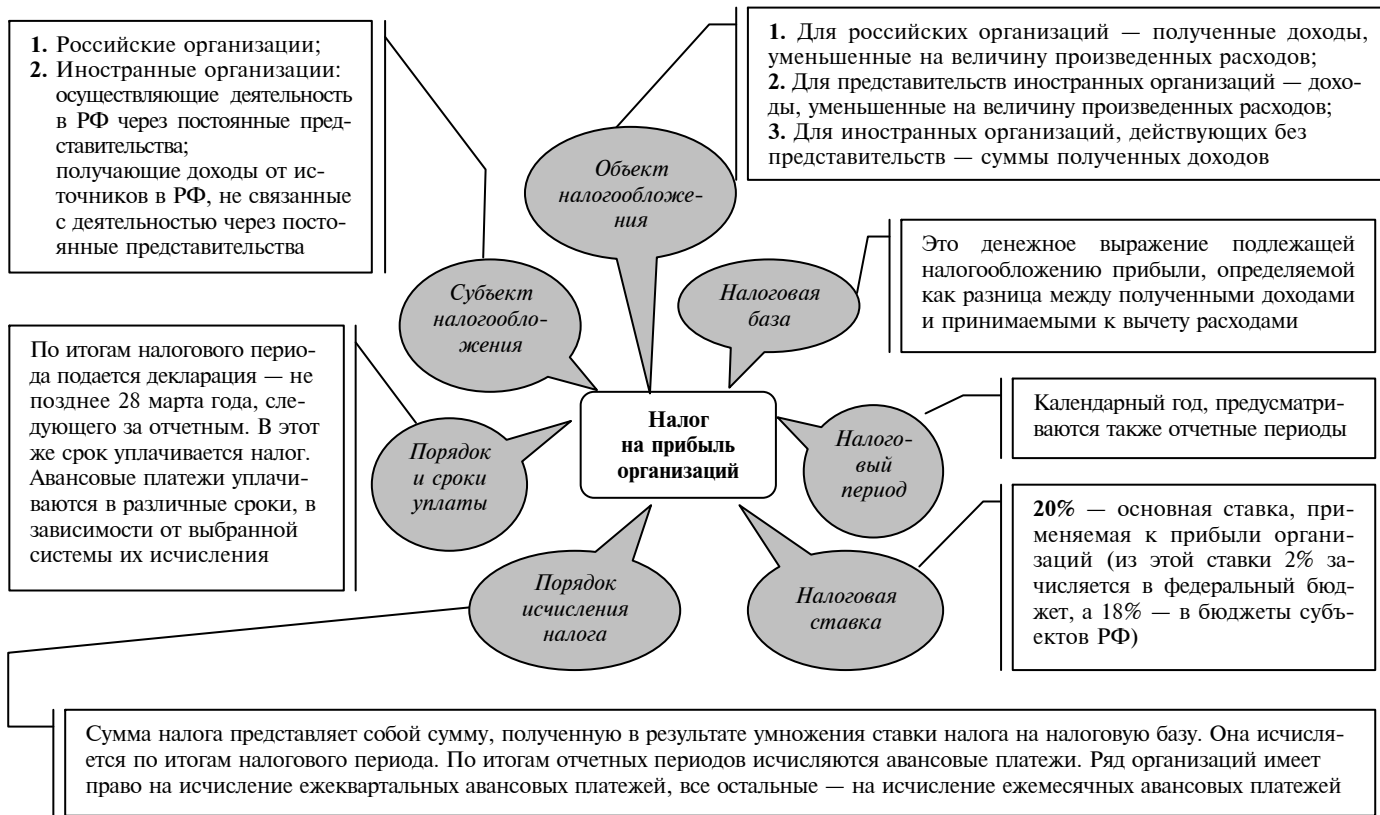 1. Российские организации;
2. Иностранные организации:
осуществляющие деятельность
в РФ через постоянные пред-
ставительства;
получающие доходы от ис-
точников в РФ, не связанные
с деятельностью через посто-
янные представительства
1. Для российских организаций — полученные доходы,
уменьшенные на величину произведенных расходов;
2. Для представительств иностранных организаций — дохо-
ды, уменьшенные на величину произведенных расходов;
3. Для иностранных организаций, действующих без
представительств — суммы полученных доходов
Объект
налогообложе-
ния
Субъект
налогообло-
жения
Налоговая
база
Это денежное выражение подлежащей
налогообложению прибыли, определяемой
как разница между полученными доходами
и принимаемыми к вычету расходами
По итогам налогового перио-
да подается декларация — не
позднее 28 марта года, сле-
дующего за отчетным. В этот
же срок уплачивается налог.
Авансовые платежи уплачи-
ваются в различные сроки, в
зависимости от выбранной
системы их исчисления
Порядок
и сроки
уплаты
Налог
на прибыль
организаций
Налого-
вый
период
Календарный год, предусматри-
ваются также отчетные периоды
Порядок
исчисления
налога
Налоговая
ставка
20% — основная ставка, при-
меняемая к прибыли органи-
заций (из этой ставки 2% за-
числяется в федеральный бюд-
жет, а 18% — в бюджеты субъ-
ектов РФ)
Сумма налога представляет собой сумму, полученную в результате умножения ставки налога на налоговую базу. Она исчисля-
ется по итогам налогового периода. По итогам отчетных периодов исчисляются авансовые платежи. Ряд организаций имеет
право на исчисление ежеквартальных авансовых платежей, все остальные — на исчисление ежемесячных авансовых платежей